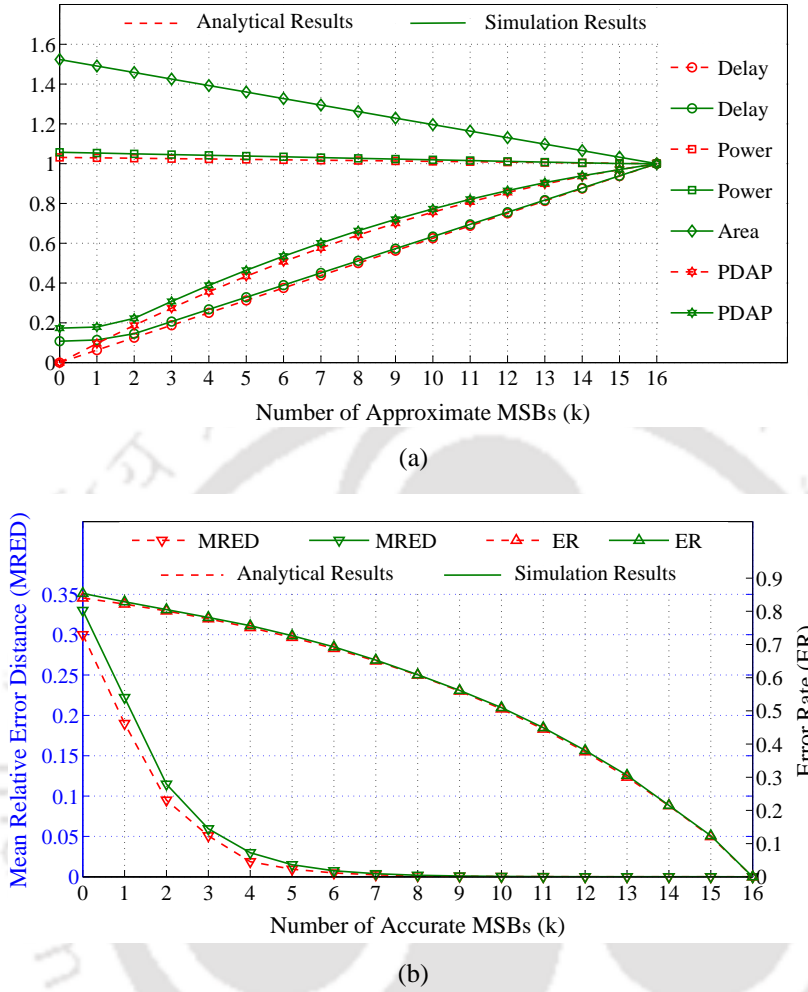 Analytical Results Simulation Results
1.6
1.4
1.2
1
0.8
0.6
0.4
0.2
0
0 1 2 3 4 5 6 7 8 9 10 11 12 13 14 15 16
Number of Approximate MSBs (k)
Delay
Delay
Power
Power
Area
PDAP
PDAP
(a)
MRED MRED ER ER
Analytical Results Simulation Results
Mean Relative Error Distance (MRED)
0.35
0.3
0.25
0.2
0.15
0.1
0.05
0
0 1 2 3 4 5 6 7 8 9 10 11 12 13 14 15 16
Number of Accurate MSBs (k)
0.9
0.8
0.7
0.6
0.5
0.4
0.3
0.2
0.1
0
Error Rate (ER)
(b)